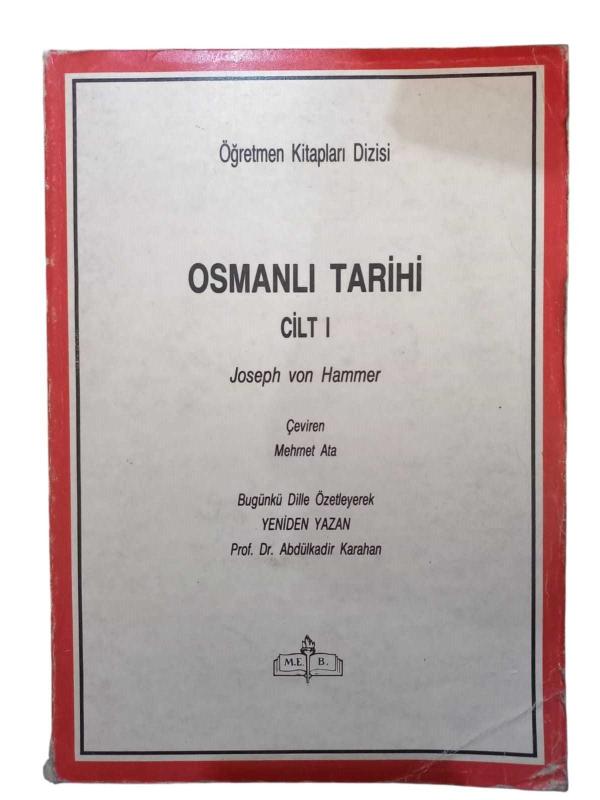 Öğretmen Kitapları Dizisi
OSMANLI TARİHİ
CİLT I
Joseph von Hammer
Çeviren
Mehmet Ata
Bugünkü Dille Özetleyerek
YENİDEN YAZAN
Prof. Dr. Abdülkadir Karahan
M.E. B.